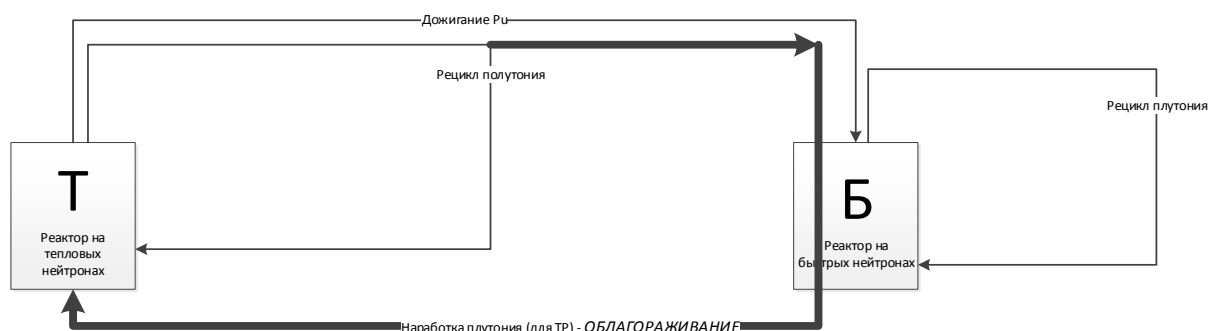 Дожигание Pu
Рецикл полутония
Рецикл плутония
Т
Реактор на
тепловых
нейтронах
Б
Реактор на
быстрых нейтронах
Наработка плутония (для ТР) - ОБЛАГОРАЖИВАНИЕ